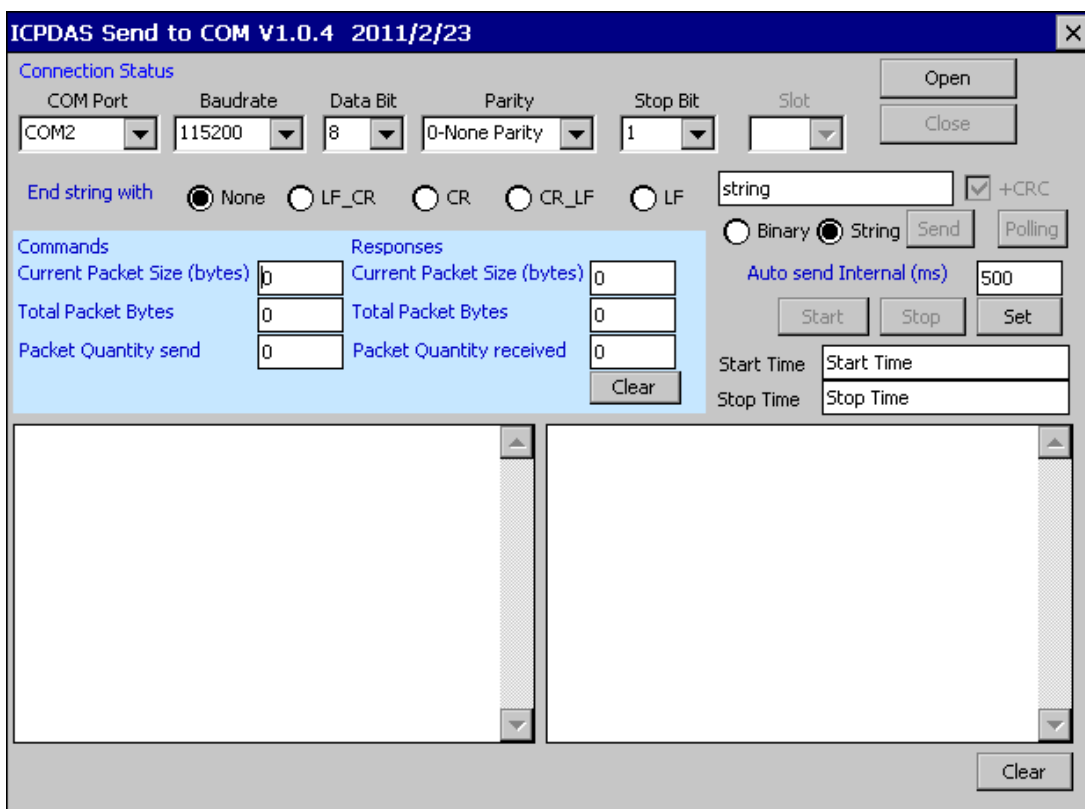 ICPDAS Send to COM V1.0.4 2011/2/23
Connection Status
Open
COM Port Baudrate Data Bit Parity Stop Bit Slot
COM2 115200 8 0-None Parity 1
Close
End string with None LF_CR CR CR_LF LF
string +CRC
Binary String Send Polling
Commands Responses
Current Packet Size (bytes) 0 Current Packet Size (bytes) 0
Auto send Internal (ms) 500
Total Packet Bytes 0 Total Packet Bytes 0
Start Stop Set
Packet Quantity send 0 Packet Quantity received 0
Start Time Start Time
Clear
Stop Time Stop Time
Clear